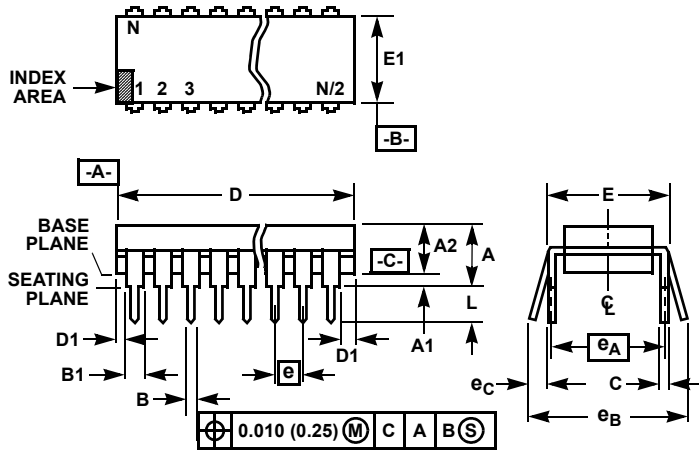 N
INDEX
AREA
1 2 3 N/2
E1
-B-
-A-
D
E
BASE
PLANE
A2
A
-C-
SEATING
PLANE
L
℄
D1
A1
D1
eA
B1
e
eC
C
B
eB
⌖ 0.010 (0.25) Ⓜ C A B Ⓢ